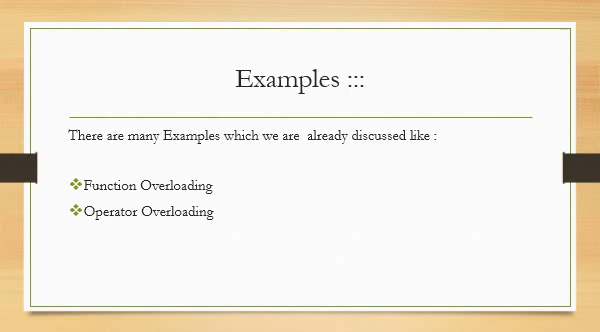 Examples :::
There are many Examples which we are  already discussed like :
Function Overloading
Operator Overloading